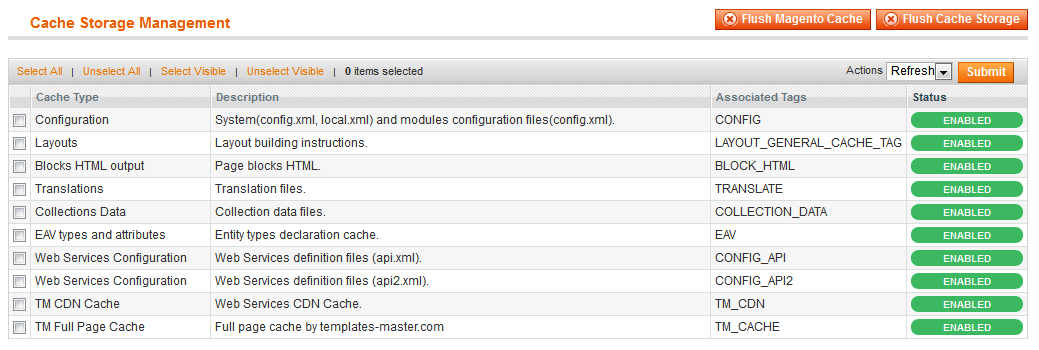 Cache Storage Management
Flush Magento Cache Flush Cache Storage
Select All | Unselect All | Select Visible | Unselect Visible | 0 items selected Actions Refresh Submit
Cache Type Description Associated Tags Status
Configuration System(config.xml, local.xml) and modules configuration files(config.xml). CONFIG ENABLED
Layouts Layout building instructions. LAYOUT_GENERAL_CACHE_TAG ENABLED
Blocks HTML output Page blocks HTML. BLOCK_HTML ENABLED
Translations Translation files. TRANSLATE ENABLED
Collections Data Collection data files. COLLECTION_DATA ENABLED
EAV types and attributes Entity types declaration cache. EAV ENABLED
Web Services Configuration Web Services definition files (api.xml). CONFIG_API ENABLED
Web Services Configuration Web Services definition files (api2.xml). CONFIG_API2 ENABLED
TM CDN Cache Web Services CDN Cache. TM_CDN ENABLED
TM Full Page Cache Full page cache by templates-master.com TM_CACHE ENABLED